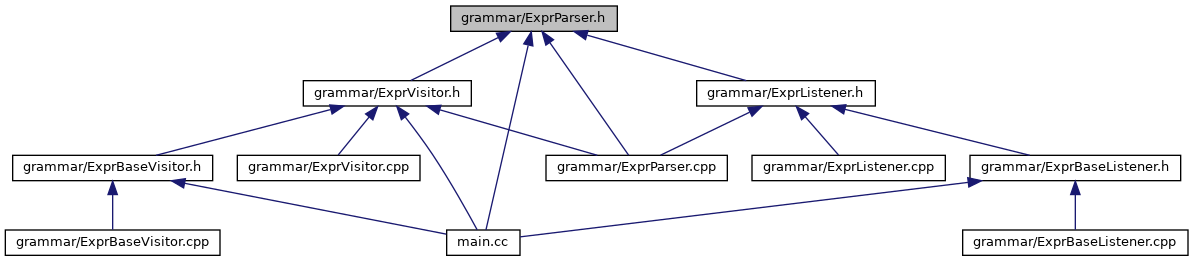 grammar/ExprParser.h
grammar/ExprVisitor.h
grammar/ExprListener.h
grammar/ExprBaseVisitor.h
grammar/ExprVisitor.cpp
grammar/ExprParser.cpp
grammar/ExprListener.cpp
grammar/ExprBaseListener.h
grammar/ExprBaseVisitor.cpp
main.cc
grammar/ExprBaseListener.cpp